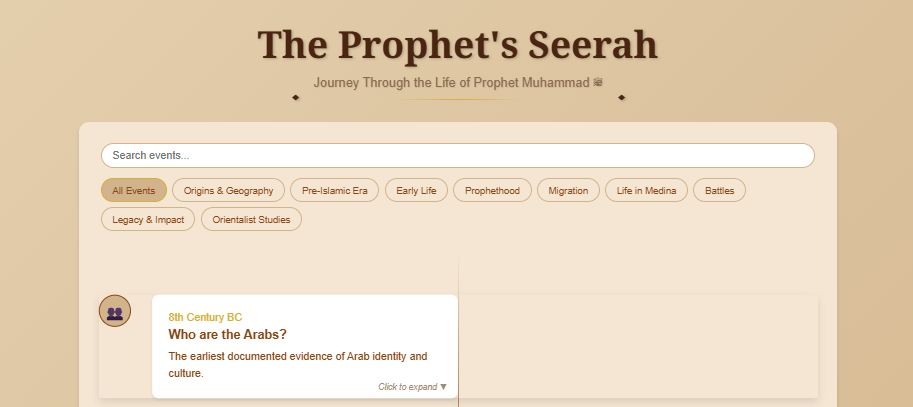 The Prophet's Seerah
Journey Through the Life of Prophet Muhammad ﷺ
Search events...
All Events Origins & Geography Pre-Islamic Era Early Life Prophethood Migration Life in Medina Battles
Legacy & Impact Orientalist Studies
8th Century BC
Who are the Arabs?
The earliest documented evidence of Arab identity and
culture.
Click to expand ▼